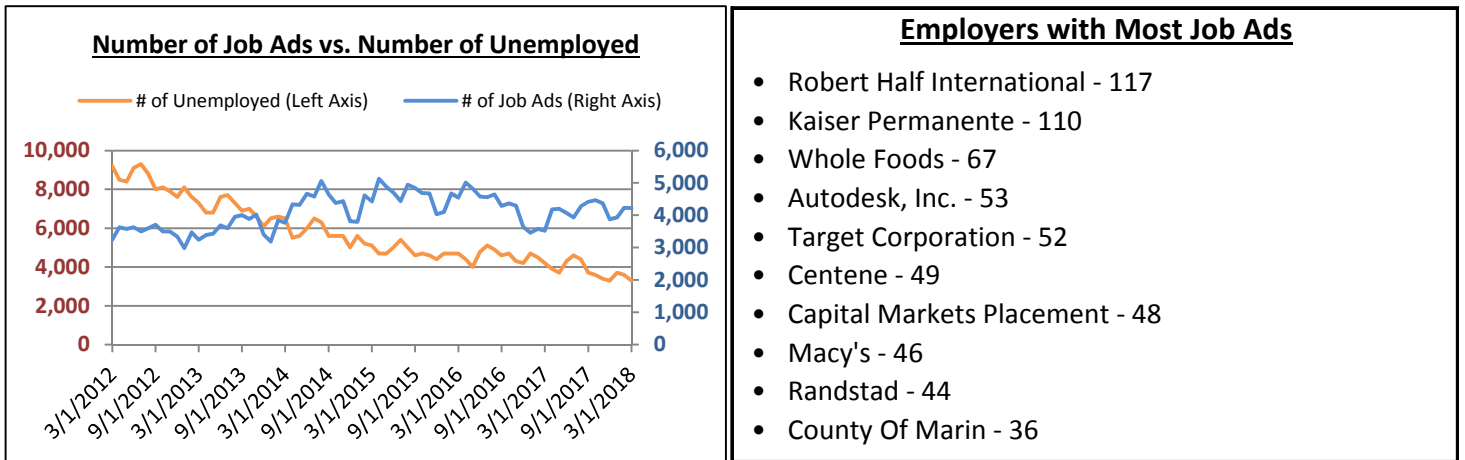 Number of Job Ads vs. Number of Unemployed
# of Unemployed (Left Axis) # of Job Ads (Right Axis)
10,000
8,000
6,000
4,000
2,000
0
6,000
5,000
4,000
3,000
2,000
1,000
0
3/1/2012
9/1/2012
3/1/2013
9/1/2013
3/1/2014
9/1/2014
3/1/2015
9/1/2015
3/1/2016
9/1/2016
3/1/2017
9/1/2017
3/1/2018
Employers with Most Job Ads
• Robert Half International - 117
• Kaiser Permanente - 110
• Whole Foods - 67
• Autodesk, Inc. - 53
• Target Corporation - 52
• Centene - 49
• Capital Markets Placement - 48
• Macy's - 46
• Randstad - 44
• County Of Marin - 36